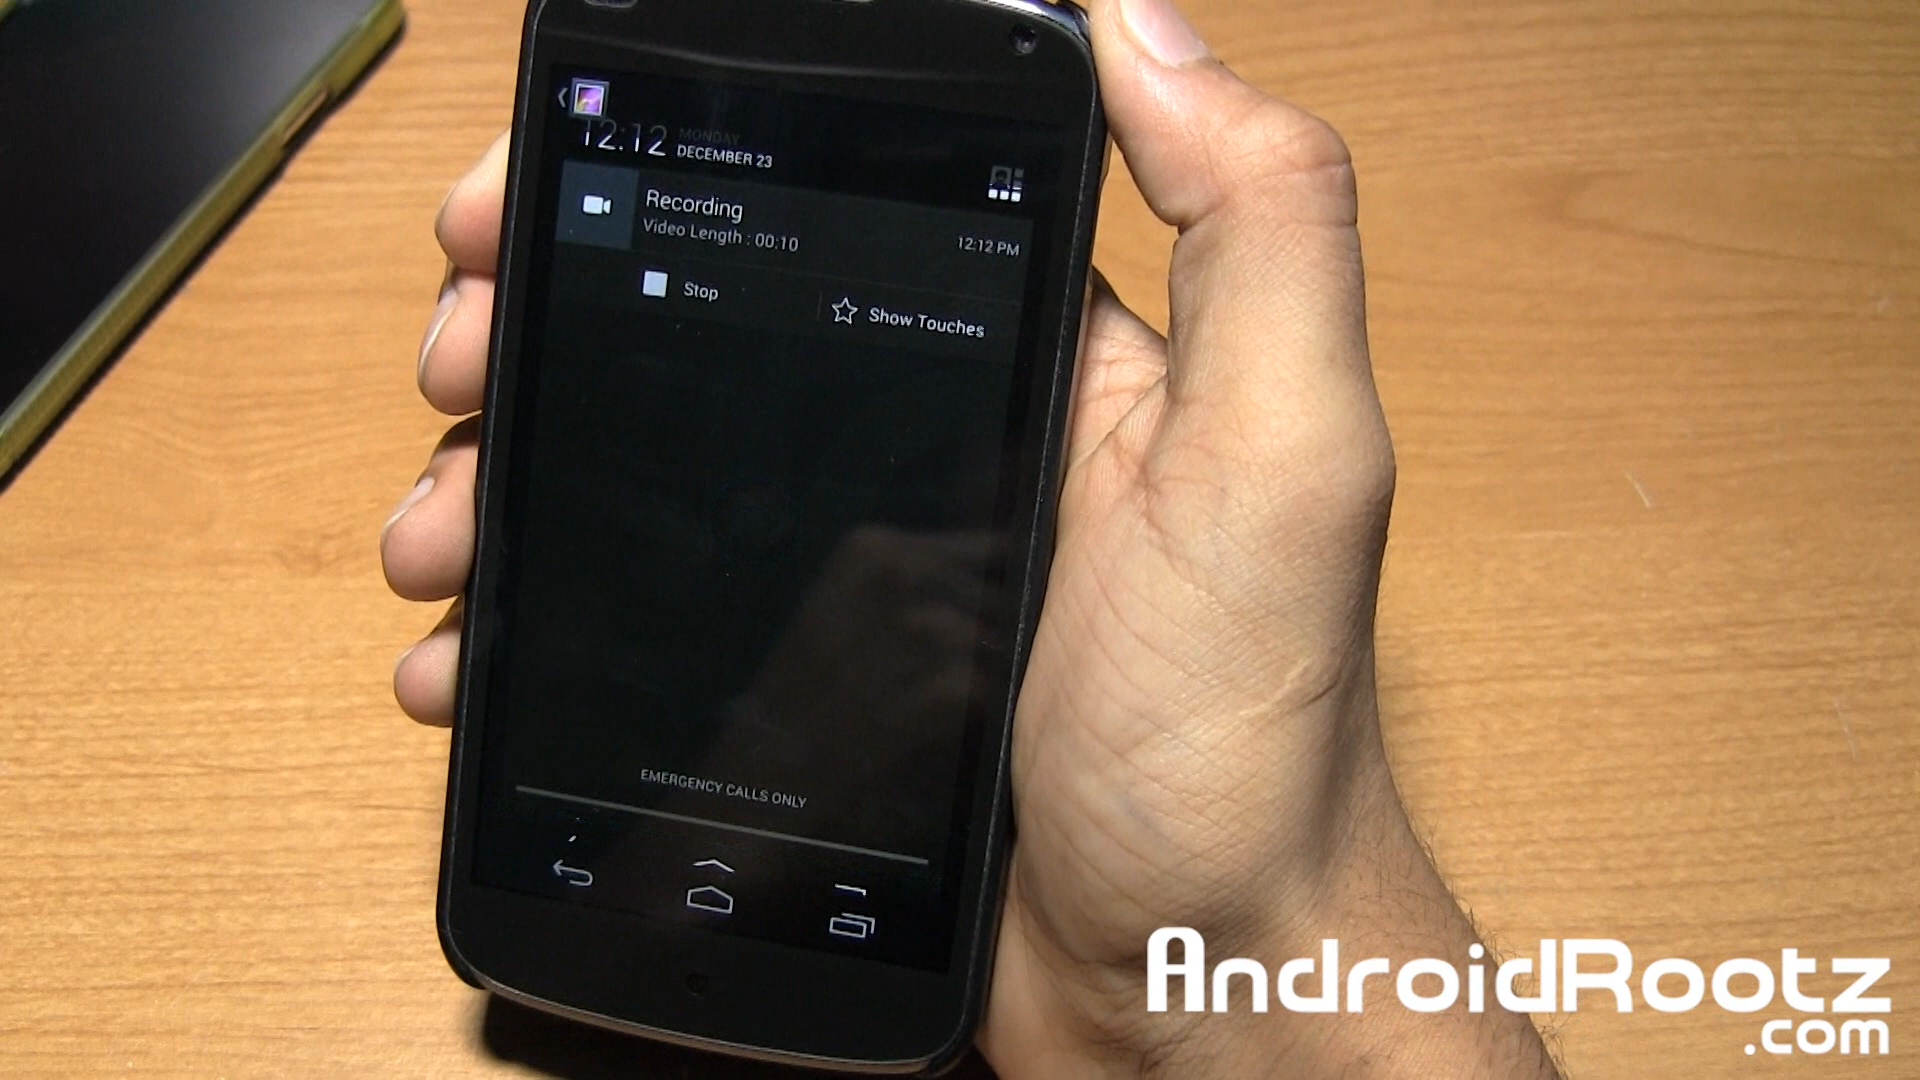 12:12 MONDAY
DECEMBER 23
Recording
Video Length : 00:10
12:12 PM
Stop
Show Touches
EMERGENCY CALLS ONLY
AndroidRootz
.com